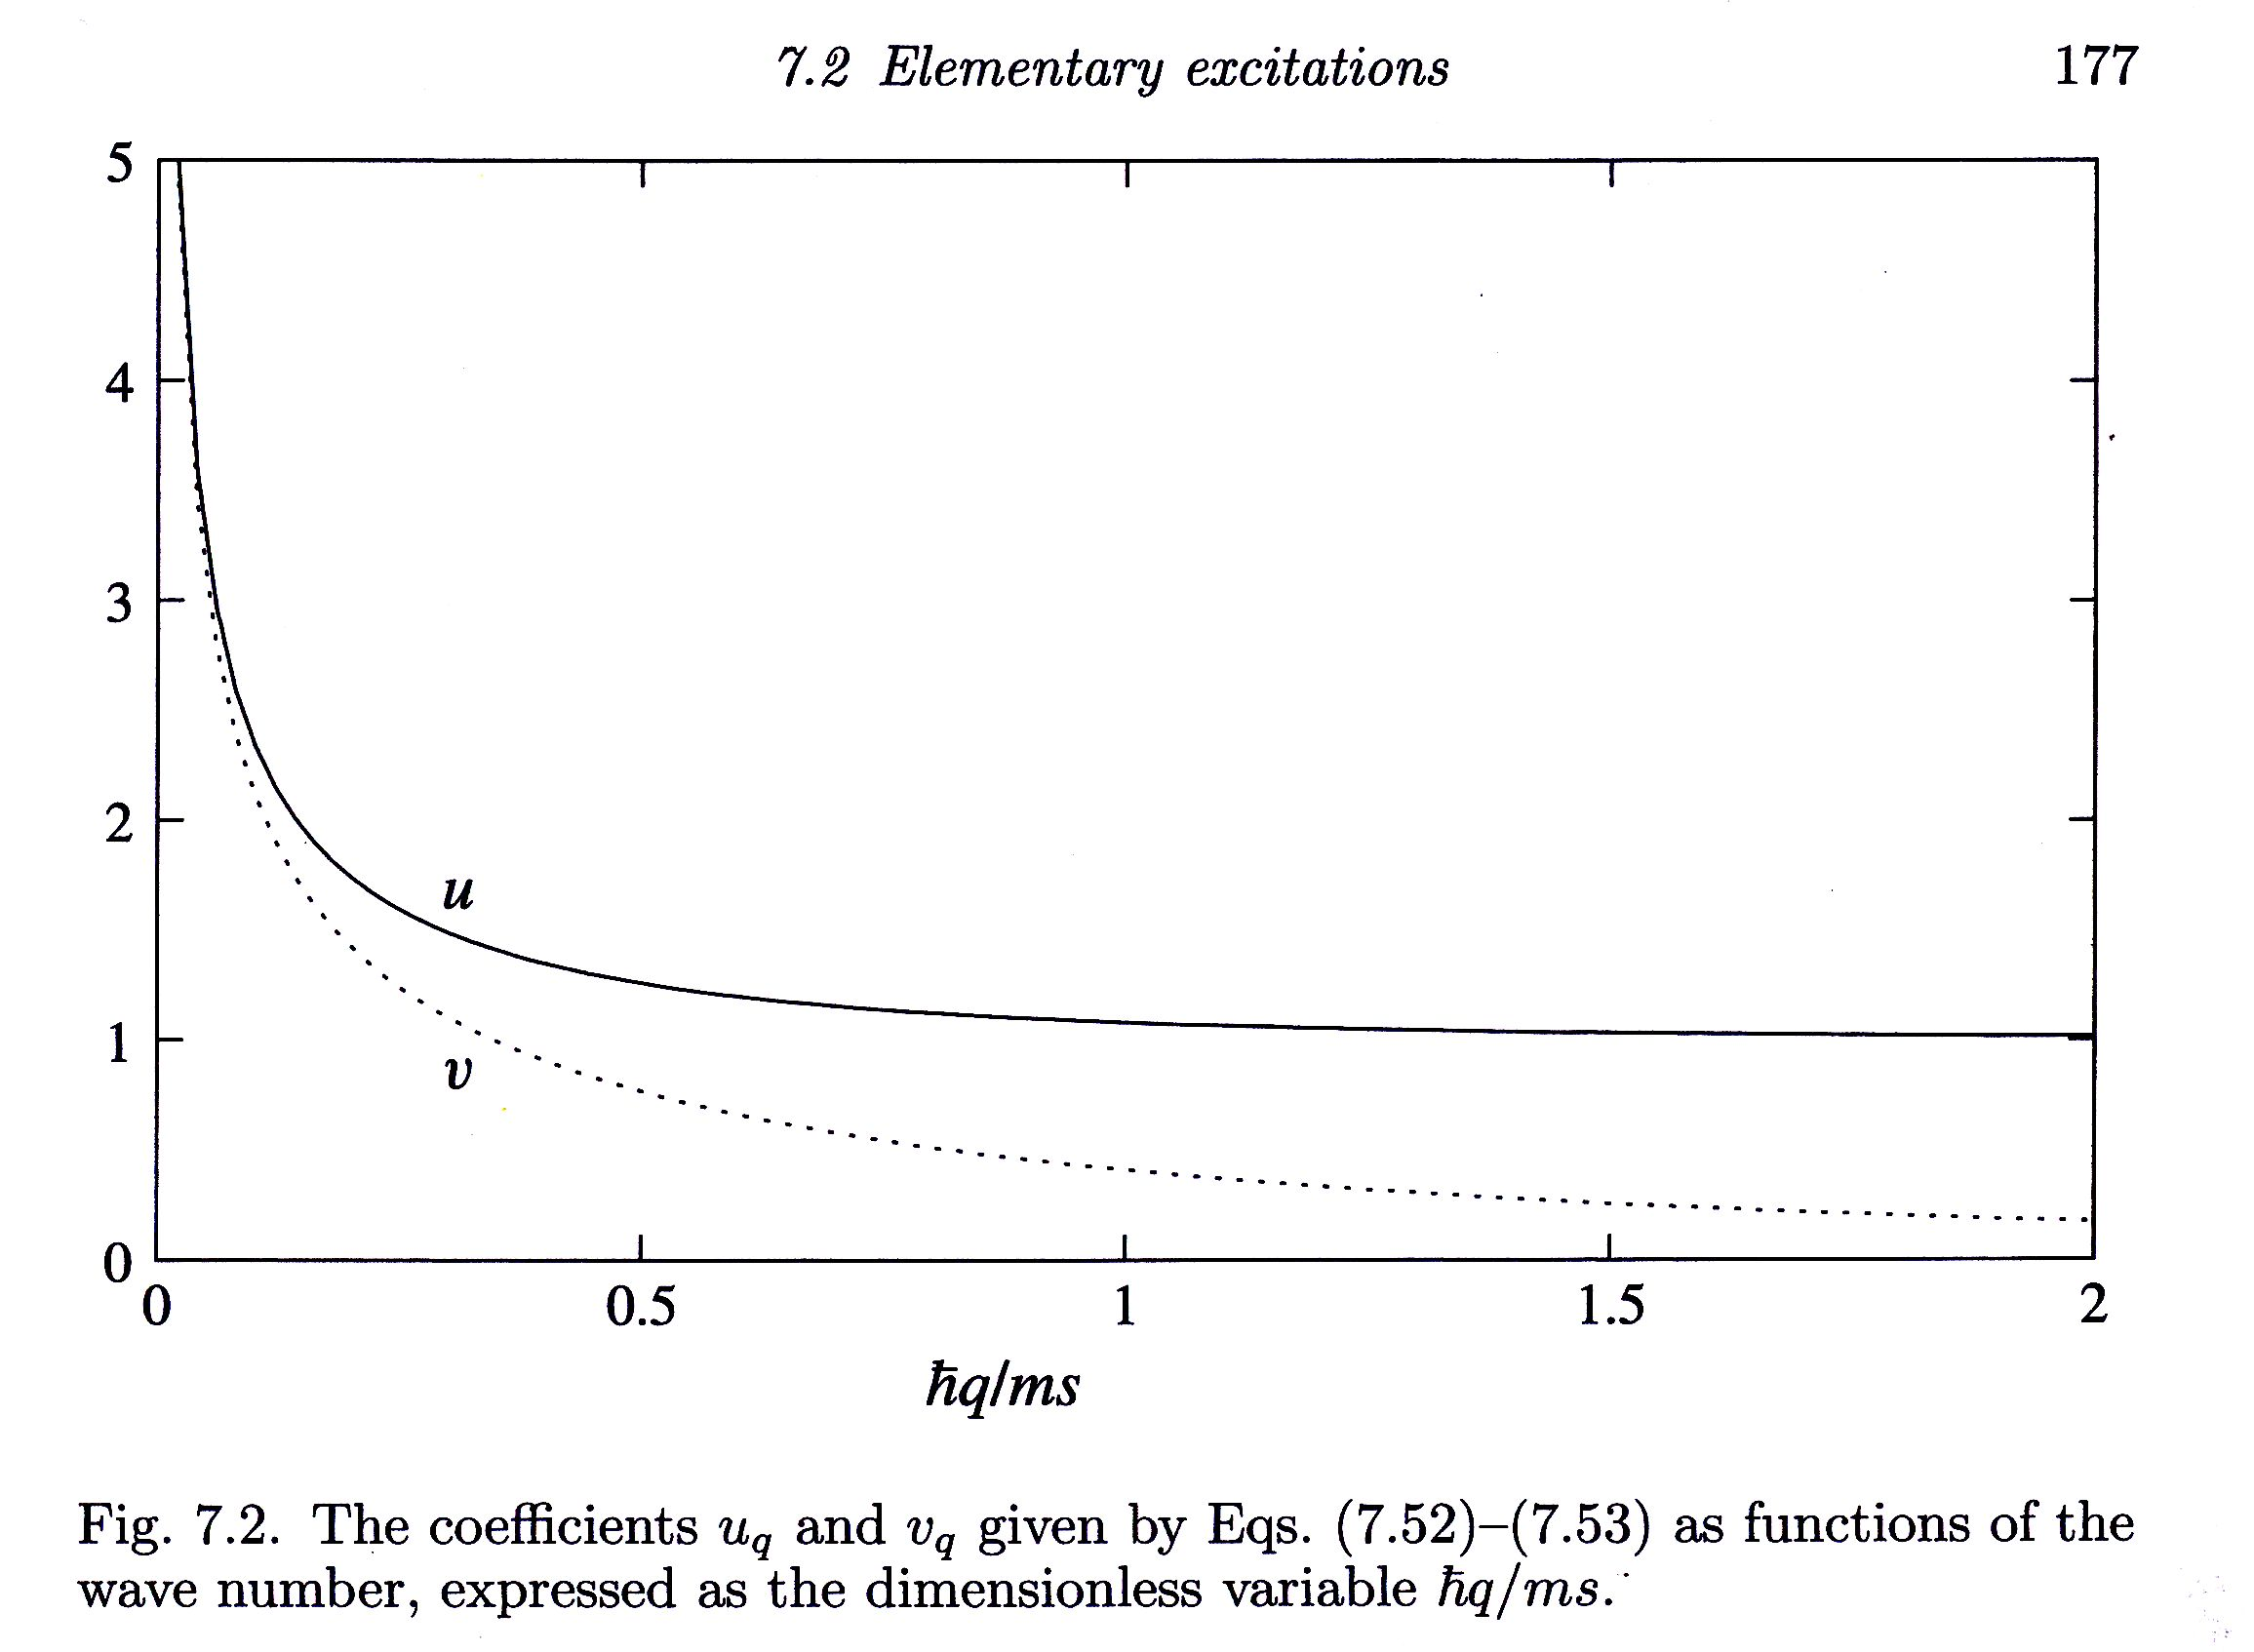 7.2 Elementary excitations 177
5
4
3
2
u
1
v
0
0 0.5 1 1.5 2
ħq/ms
Fig. 7.2. The coefficients u_q and v_q given by Eqs. (7.52)–(7.53) as functions of the
wave number, expressed as the dimensionless variable ħq/ms.